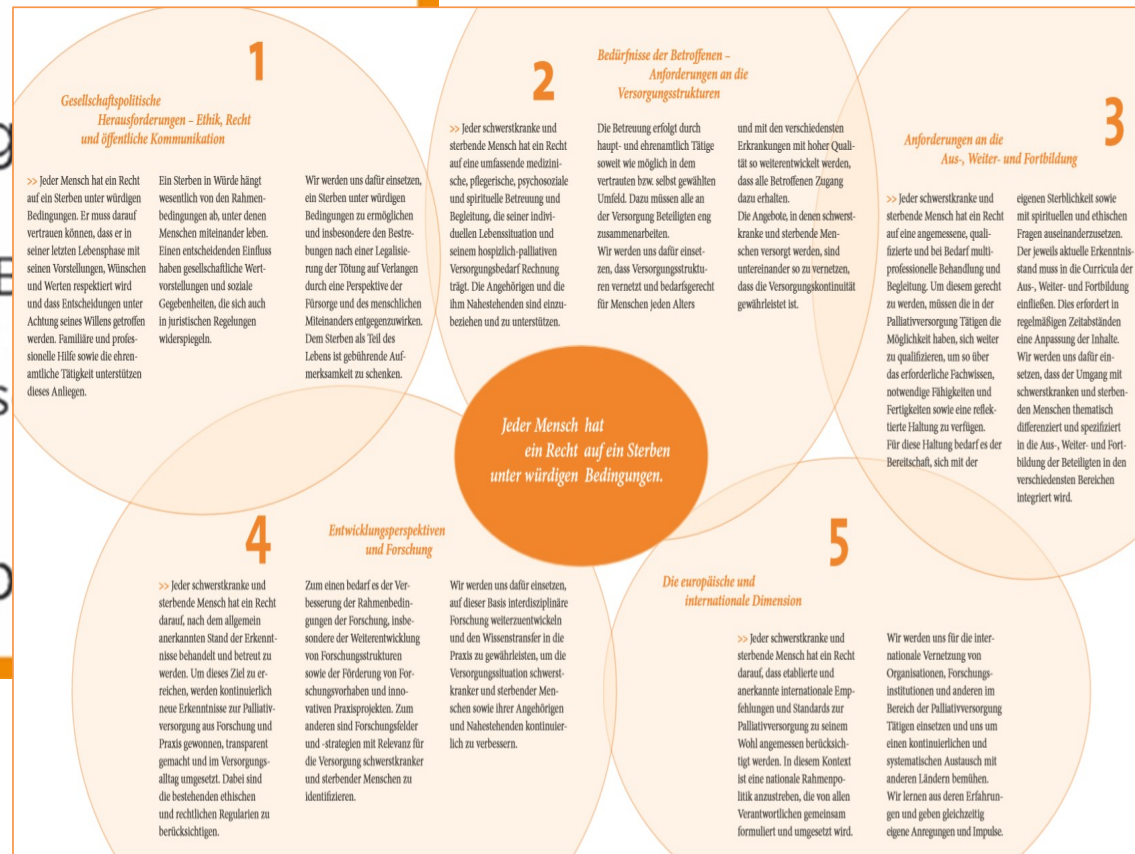 1
Gesellschaftspolitische
Herausforderungen – Ethik, Recht
und öffentliche Kommunikation
>> Jeder Mensch hat ein Recht
auf ein Sterben unter würdigen
Bedingungen. Er muss darauf
vertrauen können, dass er in
seiner letzten Lebensphase mit
seinen Vorstellungen, Wünschen
und Werten respektiert wird
und dass Entscheidungen unter
Achtung seines Willens getroffen
werden. Familiäre und profes-
sionelle Hilfe sowie die ehren-
amtliche Tätigkeit unterstützen
dieses Anliegen.
Ein Sterben in Würde hängt
wesentlich von den Rahmen-
bedingungen ab, unter denen
Menschen miteinander leben.
Einen entscheidenden Einfluss
haben gesellschaftliche Wert-
vorstellungen und soziale
Gegebenheiten, die sich auch
in juristischen Regelungen
widerspiegeln.
Wir werden uns dafür einsetzen,
ein Sterben unter würdigen
Bedingungen zu ermöglichen
und insbesondere den Bestre-
bungen nach einer Legalisie-
rung der Tötung auf Verlangen
durch eine Perspektive der
Fürsorge und des menschlichen
Miteinanders entgegenzuwirken.
Dem Sterben als Teil des
Lebens ist gebührende Auf-
merksamkeit zu schenken.
2
Bedürfnisse der Betroffenen –
Anforderungen an die
Versorgungsstrukturen
>> Jeder schwerstkranke und
sterbende Mensch hat ein Recht
auf eine umfassende medizini-
sche, pflegerische, psychosoziale
und spirituelle Betreuung und
Begleitung, die seiner indivi-
duellen Lebenssituation und
seinem hospizlich-palliativen
Versorgungsbedarf Rechnung
trägt. Die Angehörigen und die
ihm Nahestehenden sind einzu-
beziehen und zu unterstützen.
Die Betreuung erfolgt durch
haupt- und ehrenamtlich Tätige
soweit wie möglich in dem
vertrauten bzw. selbst gewählten
Umfeld. Dazu müssen alle an
der Versorgung Beteiligten eng
zusammenarbeiten.
Wir werden uns dafür einset-
zen, dass Versorgungsstruktu-
ren vernetzt und bedarfsgerecht
für Menschen jeden Alters
und mit den verschiedensten
Erkrankungen mit hoher Quali-
tät so weiterentwickelt werden,
dass alle Betroffenen Zugang
dazu erhalten.
Die Angebote, in denen schwerst-
kranke und sterbende Men-
schen versorgt werden, sind
untereinander so zu vernetzen,
dass die Versorgungskontinuität
gewährleistet ist.
3
Anforderungen an die
Aus-, Weiter- und Fortbildung
>> Jeder schwerstkranke und
sterbende Mensch hat ein Recht
auf eine angemessene, quali-
fizierte und bei Bedarf multi-
professionelle Behandlung und
Begleitung. Um diesem gerecht
zu werden, müssen die in der
Palliativversorgung Tätigen die
Möglichkeit haben, sich weiter
zu qualifizieren, um so über
das erforderliche Fachwissen,
notwendige Fähigkeiten und
Fertigkeiten sowie eine reflek-
tierte Haltung zu verfügen.
Für diese Haltung bedarf es der
Bereitschaft, sich mit der
eigenen Sterblichkeit sowie
mit spirituellen und ethischen
Fragen auseinanderzusetzen.
Der jeweils aktuelle Erkenntnis-
stand muss in die Curricula der
Aus-, Weiter- und Fortbildung
einfließen. Dies erfordert in
regelmäßigen Zeitabständen
eine Anpassung der Inhalte.
Wir werden uns dafür ein-
setzen, dass der Umgang mit
schwerstkranken und sterben-
den Menschen thematisch
differenziert und spezifiziert
in die Aus-, Weiter- und Fort-
bildung der Beteiligten in den
verschiedensten Bereichen
integriert wird.
Jeder Mensch hat
ein Recht auf ein Sterben
unter würdigen Bedingungen.
4
Entwicklungsperspektiven
und Forschung
>> Jeder schwerstkranke und
sterbende Mensch hat ein Recht
darauf, nach dem allgemein
anerkannten Stand der Erkennt-
nisse behandelt und betreut zu
werden. Um dieses Ziel zu er-
reichen, werden kontinuierlich
neue Erkenntnisse zur Palliativ-
versorgung aus Forschung und
Praxis gewonnen, transparent
gemacht und im Versorgungs-
alltag umgesetzt. Dabei sind
die bestehenden ethischen
und rechtlichen Regularien zu
berücksichtigen.
Zum einen bedarf es der Ver-
besserung der Rahmenbedin-
gungen der Forschung, insbe-
sondere der Weiterentwicklung
von Forschungsstrukturen
sowie der Förderung von For-
schungsvorhaben und inno-
vativen Praxisprojekten. Zum
anderen sind Forschungsfelder
und -strategien mit Relevanz für
die Versorgung schwerstkranker
und sterbender Menschen zu
identifizieren.
Wir werden uns dafür einsetzen,
auf dieser Basis interdisziplinäre
Forschung weiterzuentwickeln
und den Wissenstransfer in die
Praxis zu gewährleisten, um die
Versorgungssituation schwerst-
kranker und sterbender Men-
schen sowie ihrer Angehörigen
und Nahestehenden kontinuier-
lich zu verbessern.
5
Die europäische und
internationale Dimension
>> Jeder schwerstkranke und
sterbende Mensch hat ein Recht
darauf, dass etablierte und
anerkannte internationale Emp-
fehlungen und Standards zur
Palliativversorgung zu seinem
Wohl angemessen berücksich-
tigt werden. In diesem Kontext
ist eine nationale Rahmenpo-
litik anzustreben, die von allen
Verantwortlichen gemeinsam
formuliert und umgesetzt wird.
Wir werden uns für die inter-
nationale Vernetzung von
Organisationen, Forschungs-
institutionen und anderen im
Bereich der Palliativversorgung
Tätigen einsetzen und uns um
einen kontinuierlichen und
systematischen Austausch mit
anderen Ländern bemühen.
Wir lernen aus deren Erfahrun-
gen und geben gleichzeitig
eigene Anregungen und Impulse.